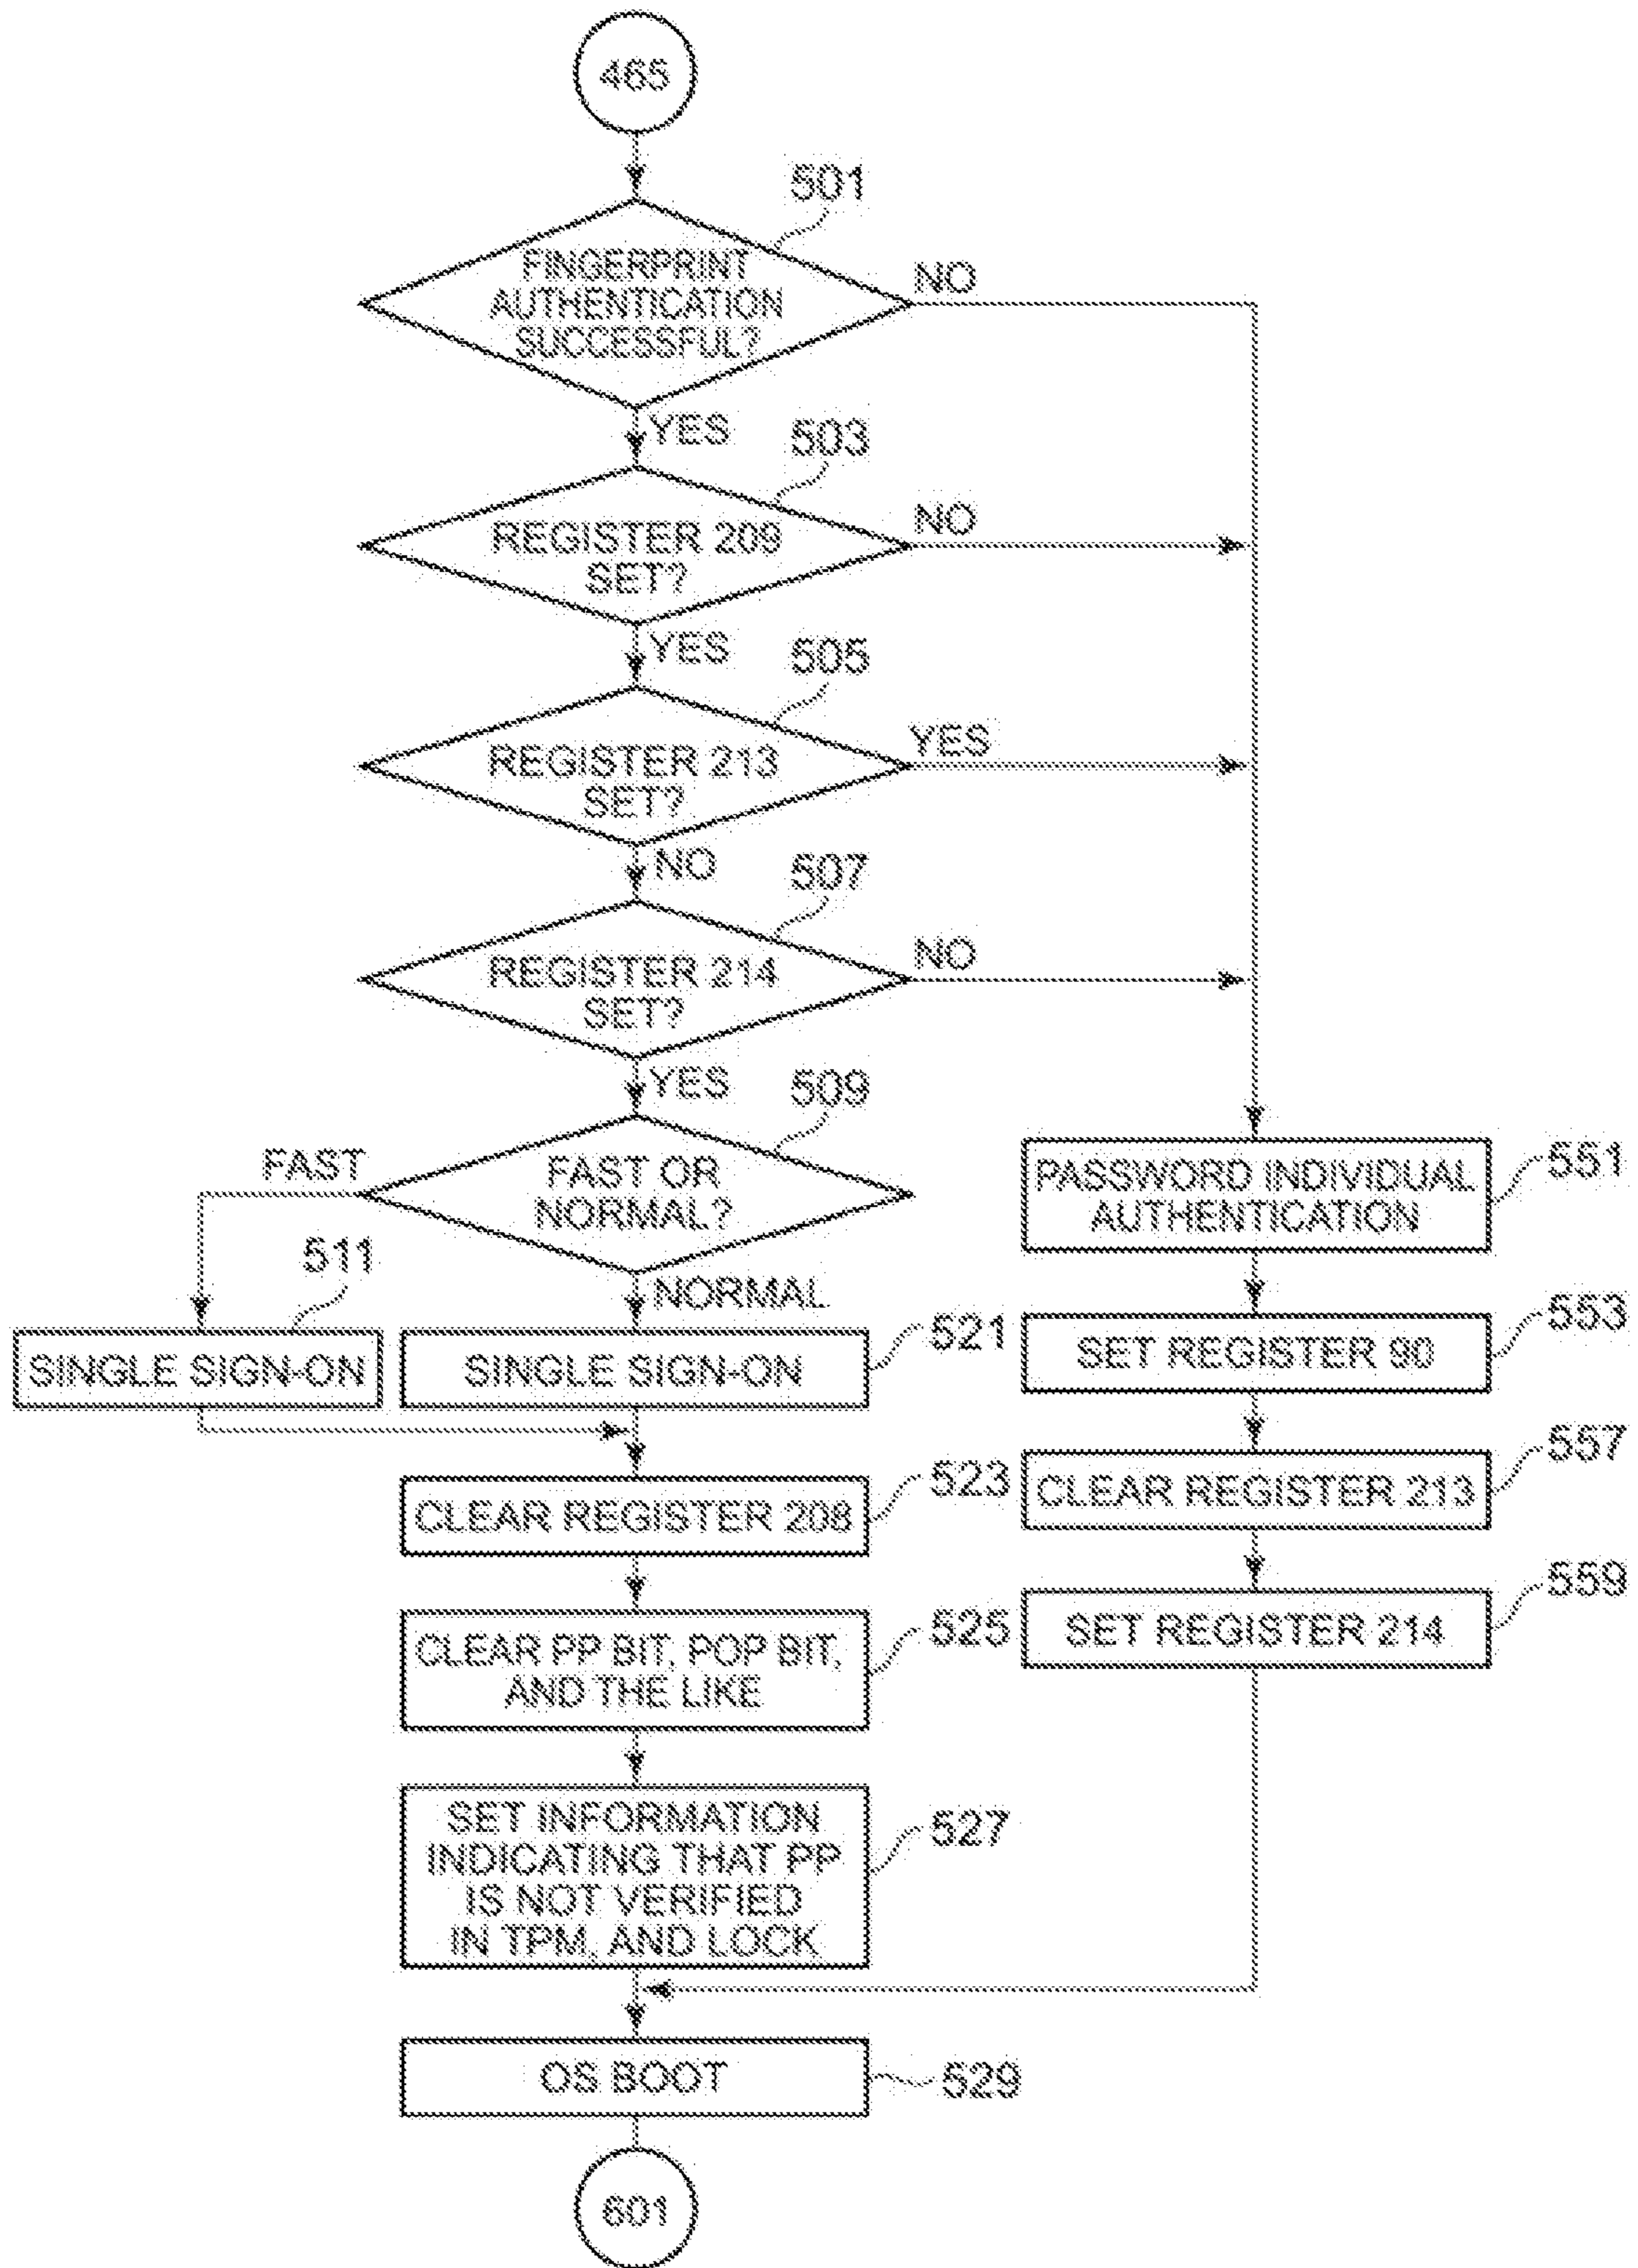 465
501
FINGERPRINT
AUTHENTICATION
SUCCESSFUL?
NO
YES
503
REGISTER 209
SET?
NO
YES
505
REGISTER 213
SET?
YES
NO
507
REGISTER 214
SET?
NO
YES
509
FAST OR
NORMAL?
FAST
NORMAL
511
SINGLE SIGN-ON
SINGLE SIGN-ON
521
CLEAR REGISTER 208
523
CLEAR PP BIT, POP BIT,
AND THE LIKE
525
SET INFORMATION
INDICATING THAT PP
IS NOT VERIFIED
IN TPM, AND LOCK
527
PASSWORD INDIVIDUAL
AUTHENTICATION
551
SET REGISTER 90
553
CLEAR REGISTER 213
557
SET REGISTER 214
559
OS BOOT
529
601